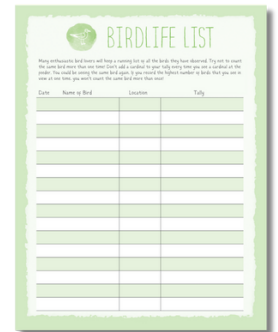 BIRDLIFE LIST
Many enthusiastic bird lovers will keep a running list of all the birds they have observed. Try not to count
the same bird more than one time! Don't add a cardinal to your tally every time you see a cardinal at the
feeder. You could be seeing the same bird again. If you record the highest number of birds that you see in
view at one time, you won't count the same bird more than once!
Date Name of Bird Location Tally